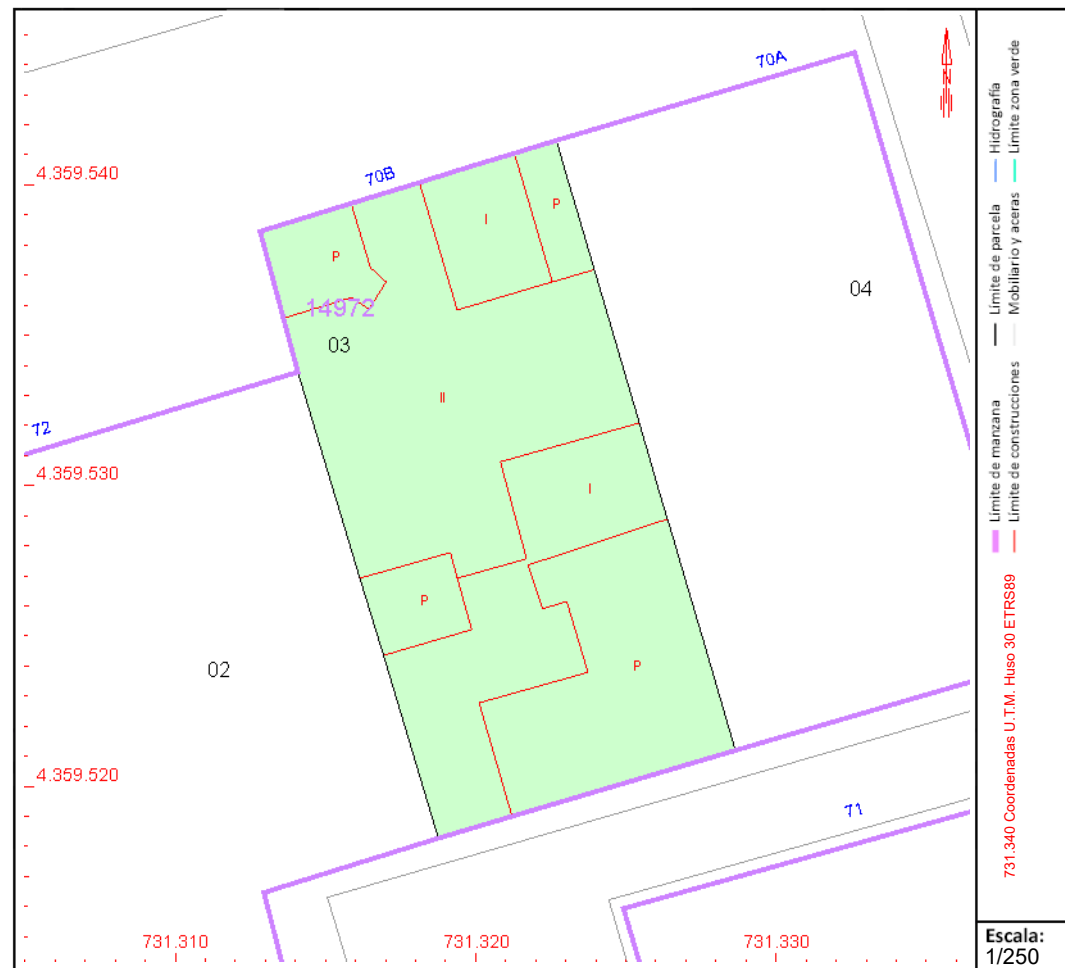 70A
70B
4.359.540
I
P
P
14972
03
04
II
72
4.359.530
I
P
02
P
4.359.520
71
731.310
731.320
731.330
N
Hidrografía
Límite zona verde
Límite de parcela
Mobiliario y aceras
Límite de manzana
Límite de construcciones
731.340 Coordenadas U.T.M. Huso 30 ETRS89
Escala:
1/250